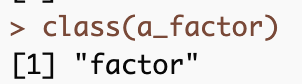 > class(a_factor)
[1] "factor"